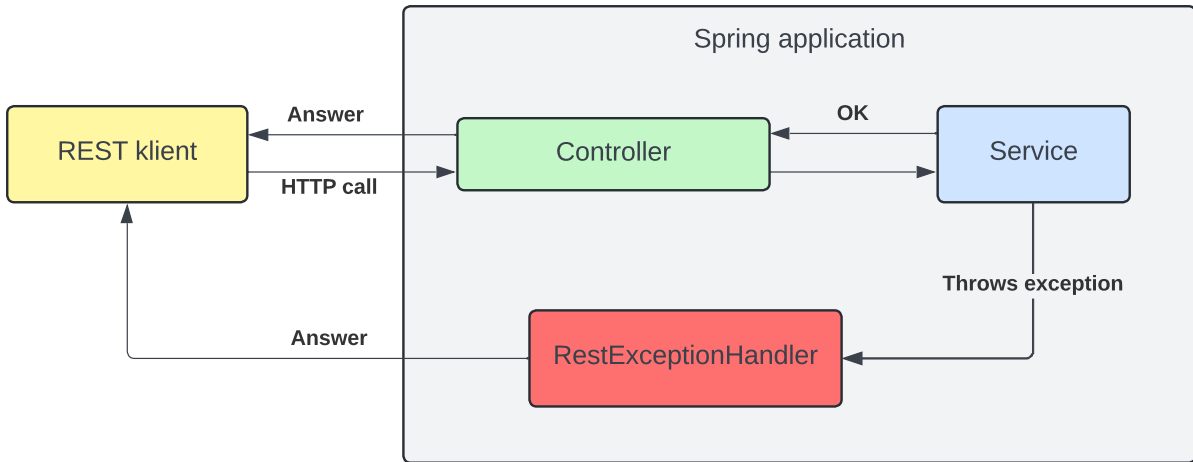 Spring application
Answer
OK
REST klient
Controller
Service
HTTP call
Throws exception
Answer
RestExceptionHandler